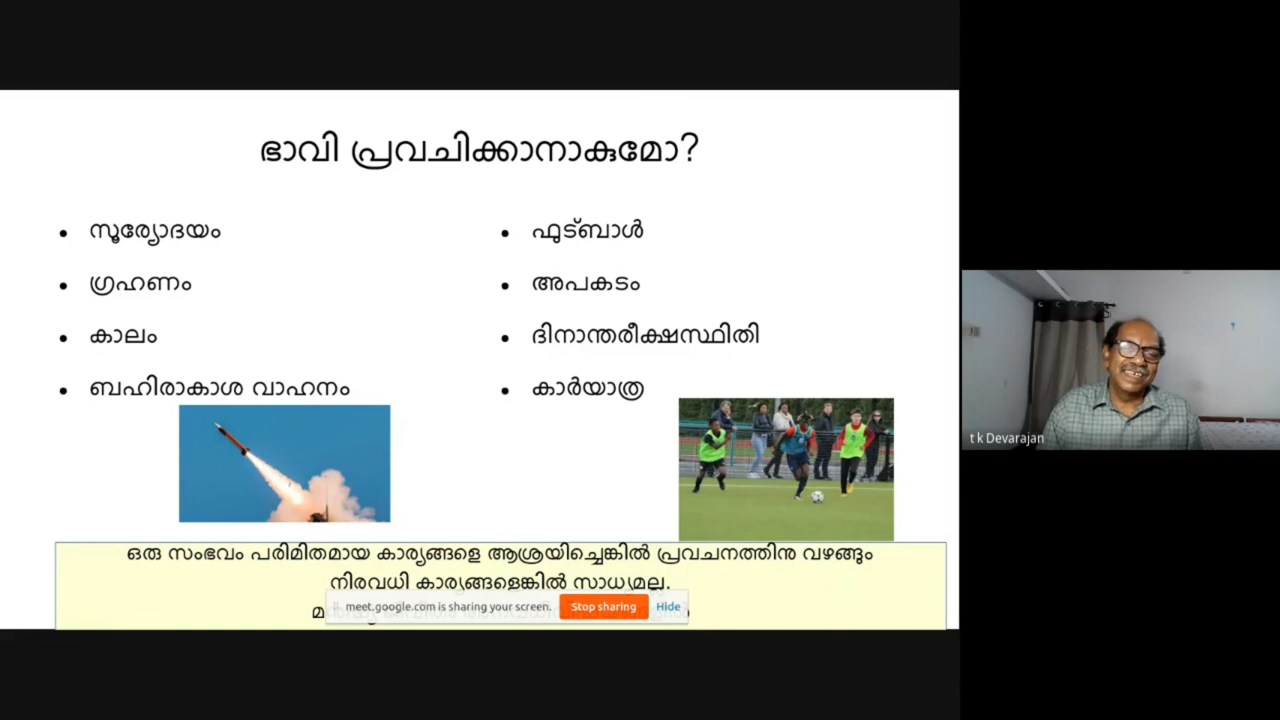 ഭാവി പ്രവചിക്കാനാകുമോ?
• സൂര്യോദയം
• ഗ്രഹണം
• കാലം
• ബഹിരാകാശ വാഹനം
• ഫുട്ബാൾ
• അപകടം
• ദിനാന്തരീക്ഷസ്ഥിതി
• കാർയാത്ര
ഒരു സംഭവം പരിമിതമായ കാര്യങ്ങളെ ആശ്രയിച്ചെങ്കിൽ പ്രവചനത്തിനു വഴങ്ങും
നിരവധി കാര്യങ്ങളെങ്കിൽ സാധ്യമല്ല.
meet.google.com is sharing your screen. Stop sharing Hide
t k Devarajan